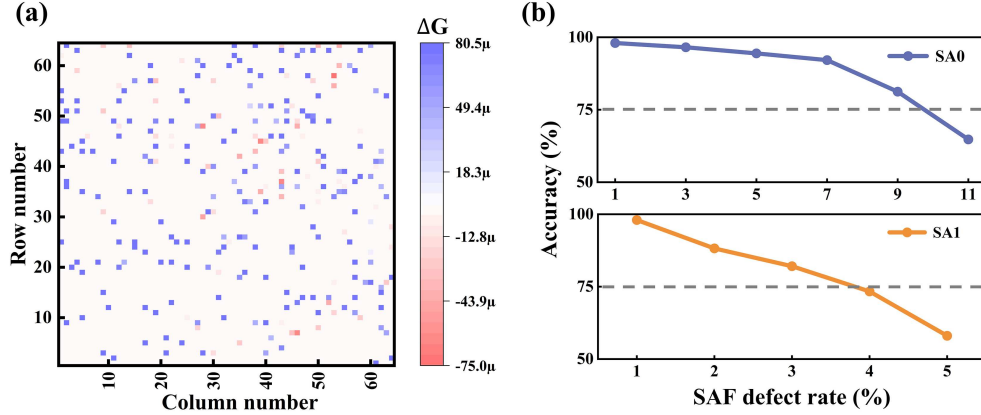 (a)
ΔG
60
50
40
30
20
10
Row number
10
20
30
40
50
60
Column number
80.5μ
49.4μ
18.3μ
-12.8μ
-43.9μ
-75.0μ
(b)
100
75
50
SA0
1
3
5
7
9
11
100
75
50
SA1
1
2
3
4
5
Accuracy (%)
SAF defect rate (%)